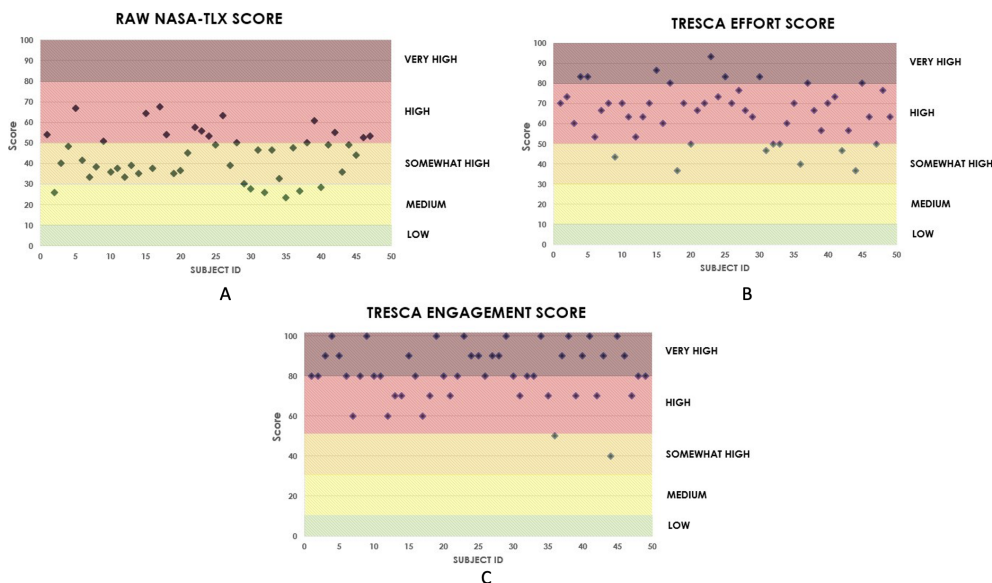 RAW NASA-TLX SCORE
100
90
80
70
60
50
40
30
20
10
0
Score
0 5 10 15 20 25 30 35 40 45 50
SUBJECT ID
VERY HIGH
HIGH
SOMEWHAT HIGH
MEDIUM
LOW
A
TRESCA EFFORT SCORE
100
90
80
70
60
50
40
30
20
10
0
Score
0 5 10 15 20 25 30 35 40 45 50
SUBJECT ID
VERY HIGH
HIGH
SOMEWHAT HIGH
MEDIUM
LOW
B
TRESCA ENGAGEMENT SCORE
100
80
60
40
20
0
Score
0 5 10 15 20 25 30 35 40 45 50
SUBJECT ID
VERY HIGH
HIGH
SOMEWHAT HIGH
MEDIUM
LOW
C